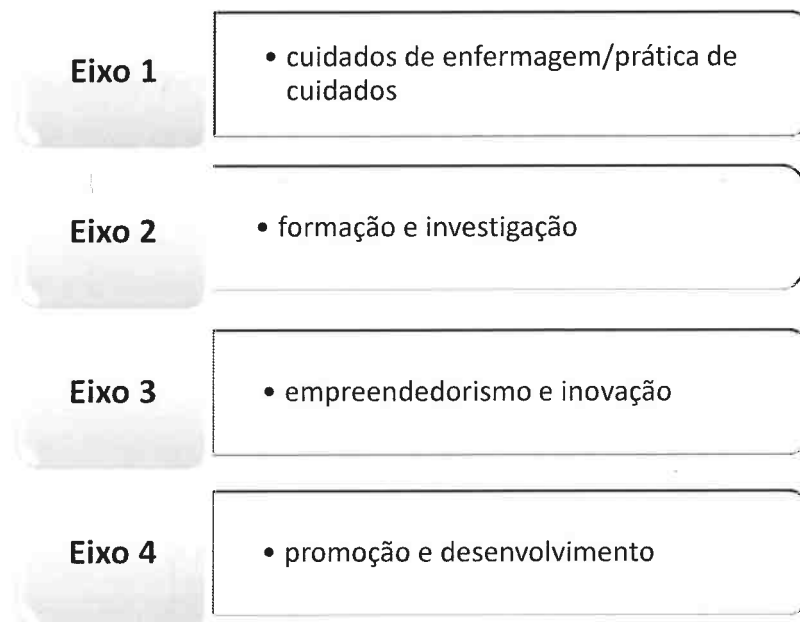 Eixo 1
• cuidados de enfermagem/prática de
cuidados
Eixo 2
• formação e investigação
Eixo 3
• empreendedorismo e inovação
Eixo 4
• promoção e desenvolvimento